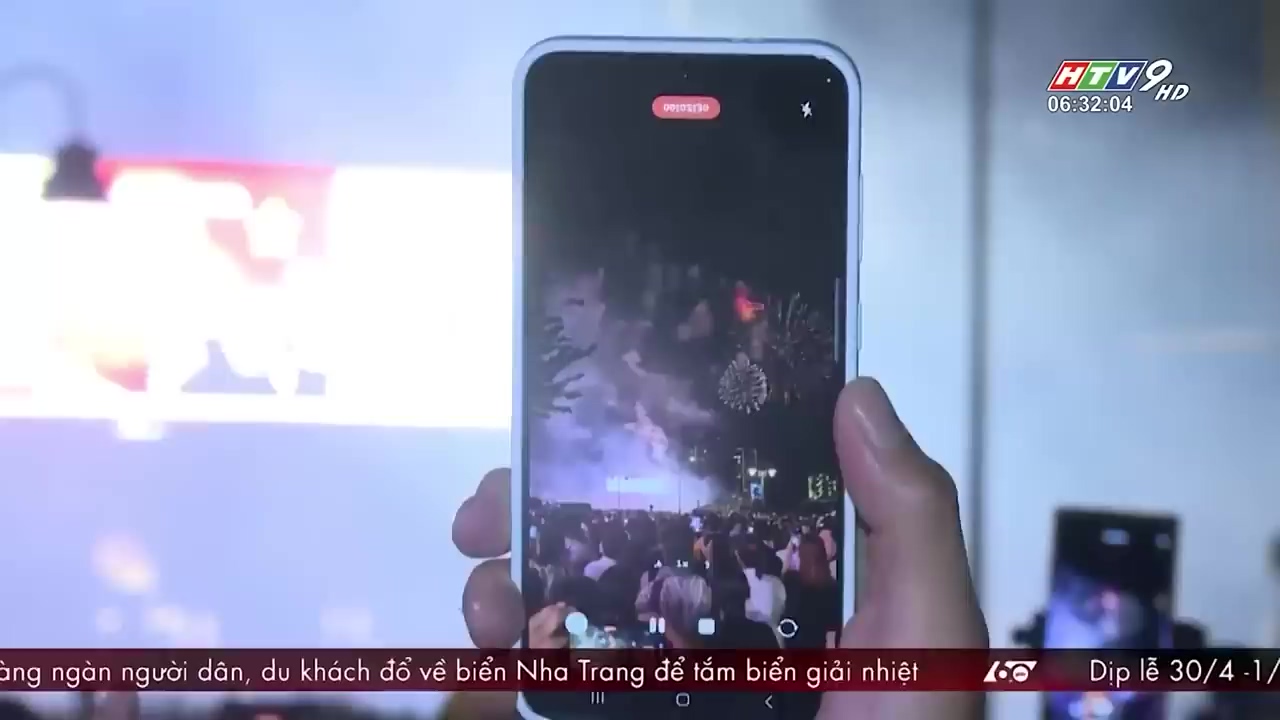 HTV9 HD
06:32:04
àng ngàn người dân, du khách đổ về biển Nha Trang để tắm biển giải nhiệt
Dịp lễ 30/4 -1/